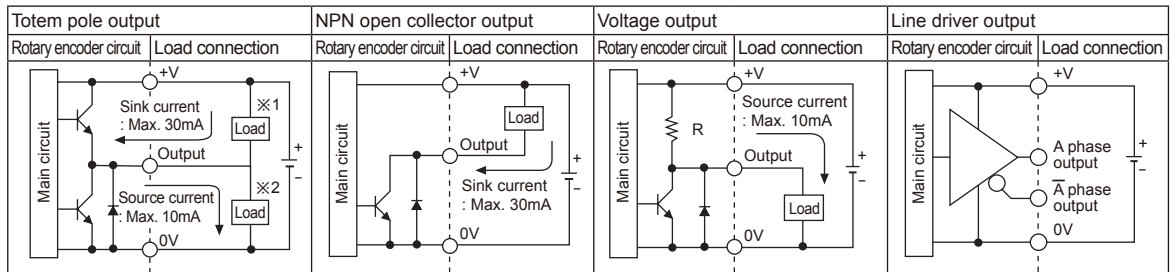 Totem pole output
Rotary encoder circuit Load connection
Main circuit
+V
Sink current
: Max. 30mA
※1
Load
Output
Source current
: Max. 10mA
※2
Load
0V
+
-
NPN open collector output
Rotary encoder circuit Load connection
Main circuit
+V
Load
Output
Sink current
: Max. 30mA
0V
+
-
Voltage output
Rotary encoder circuit Load connection
Main circuit
+V
Source current
: Max. 10mA
R
Output
Load
0V
+
-
Line driver output
Rotary encoder circuit Load connection
Main circuit
+V
A phase
output
A̅ phase
output
0V
+
-